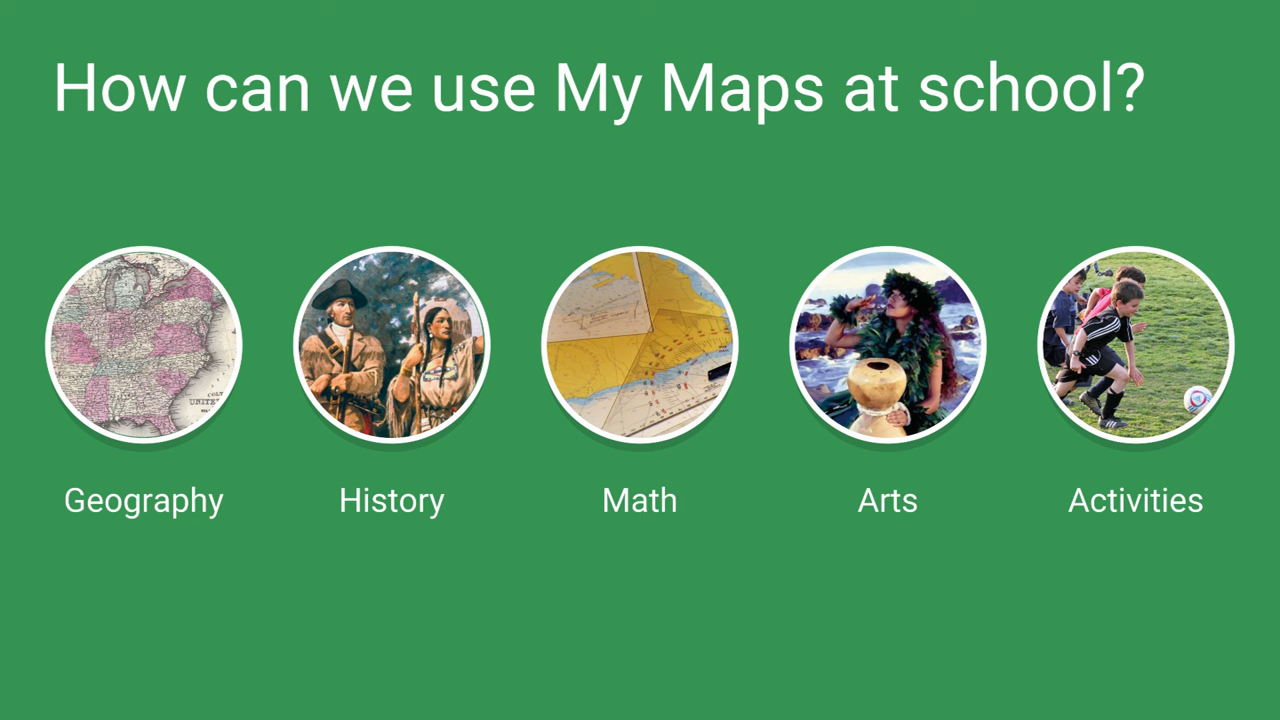 How can we use My Maps at school?
Geography
History
Math
Arts
Activities